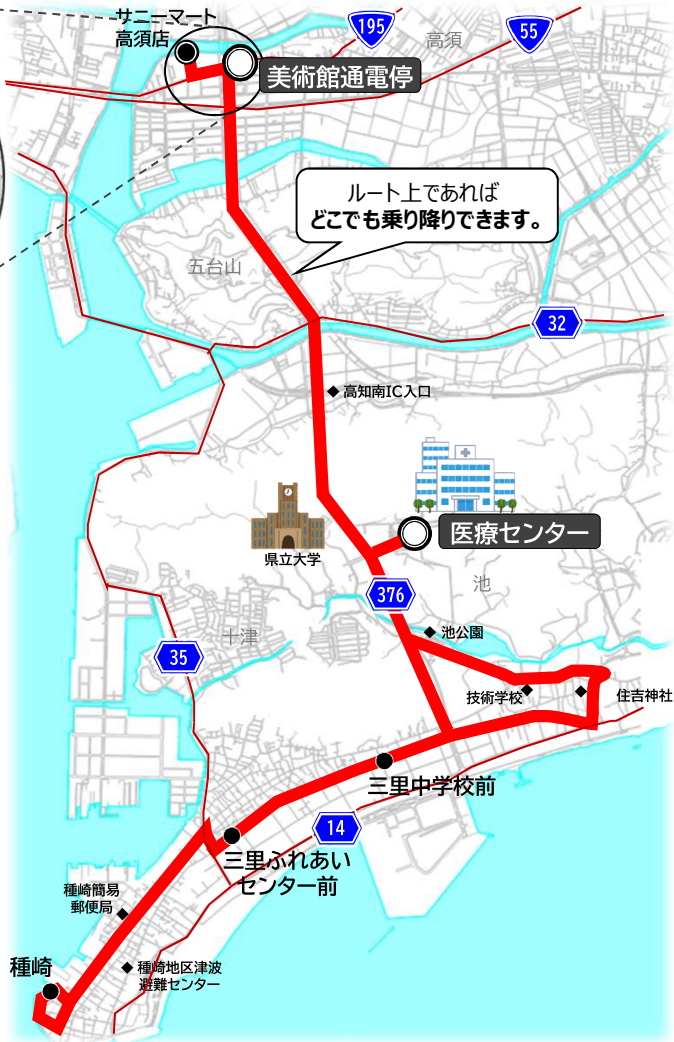 サニーマート
高須店
195
高須
55
美術館通電停
ルート上であれば
どこでも乗り降りできます。
五台山
32
高知南IC入口
医療センター
県立大学
376
池
池公園
十津
35
技術学校
住吉神社
三里中学校前
14
三里ふれあい
センター前
種崎簡易
郵便局
種崎
種崎地区津波
避難センター